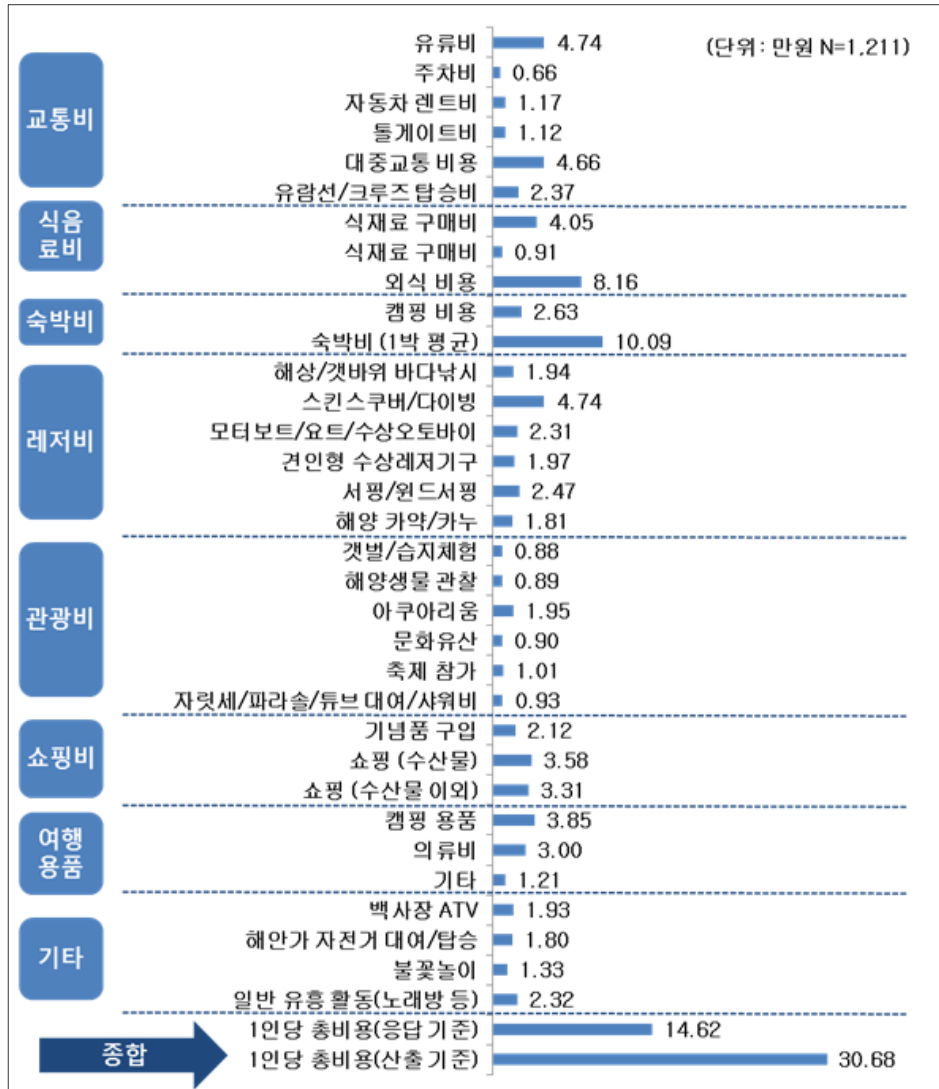 (단위: 만원 N=1,211)
교통비
유류비 4.74
주차비 0.66
자동차 렌트비 1.17
톨게이트비 1.12
대중교통 비용 4.66
유람선/크루즈 탑승비 2.37
식음
료비
식재료 구매비 4.05
식재료 구매비 0.91
외식 비용 8.16
숙박비
캠핑 비용 2.63
숙박비 (1박 평균) 10.09
레저비
해상/갯바위 바다낚시 1.94
스킨스쿠버/다이빙 4.74
모터보트/요트/수상오토바이 2.31
견인형 수상레저기구 1.97
서핑/윈드서핑 2.47
해양 카약/카누 1.81
관광비
갯벌/습지체험 0.88
해양생물 관찰 0.89
아쿠아리움 1.95
문화유산 0.90
축제 참가 1.01
자릿세/파라솔/튜브 대여/샤워비 0.93
쇼핑비
기념품 구입 2.12
쇼핑 (수산물) 3.58
쇼핑 (수산물 이외) 3.31
여행
용품
캠핑 용품 3.85
의류비 3.00
기타 1.21
기타
백사장 ATV 1.93
해안가 자전거 대여/탑승 1.80
불꽃놀이 1.33
일반 유흥 활동(노래방 등) 2.32
종합
1인당 총비용(응답 기준) 14.62
1인당 총비용(산출 기준) 30.68